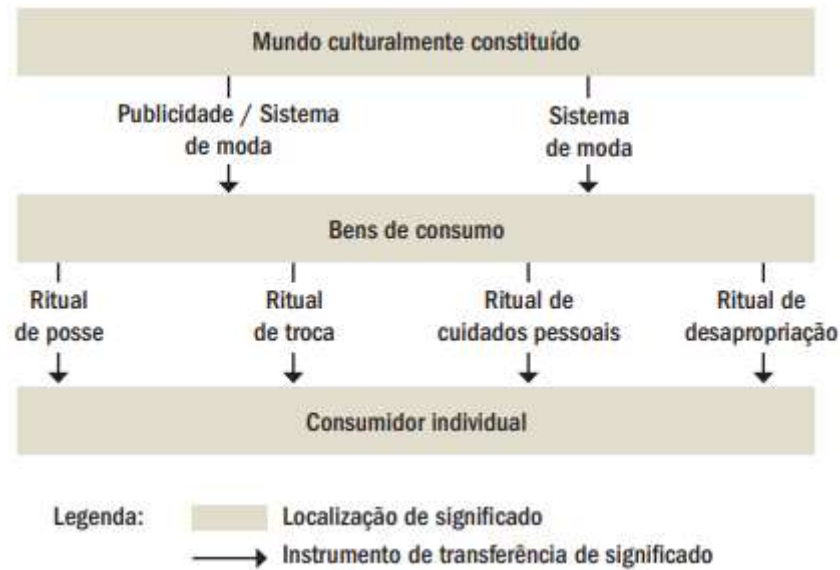 Mundo culturalmente constituído
Publicidade / Sistema
de moda
Sistema
de moda
Bens de consumo
Ritual
de posse
Ritual
de troca
Ritual de
cuidados pessoais
Ritual de
desapropriação
Consumidor individual
Legenda:
Localização de significado
Instrumento de transferência de significado